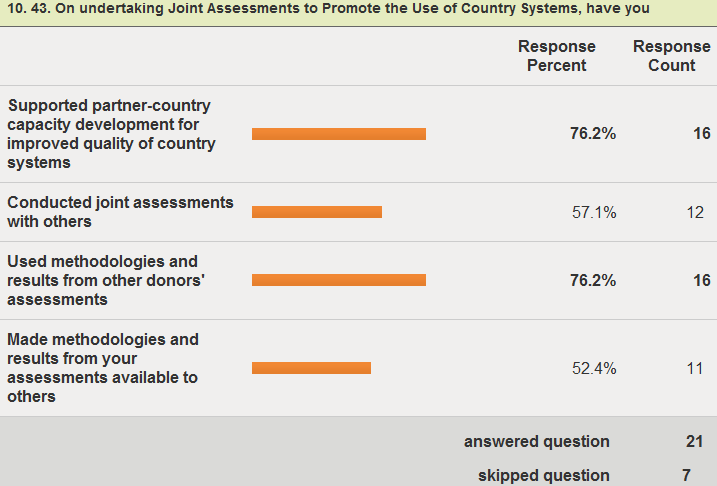 10. 43. On undertaking Joint Assessments to Promote the Use of Country Systems, have you
Response Percent
Response Count
Supported partner-country
capacity development for
improved quality of country
systems
76.2% 16
Conducted joint assessments
with others
57.1% 12
Used methodologies and
results from other donors'
assessments
76.2% 16
Made methodologies and
results from your
assessments available to
others
52.4% 11
answered question 21
skipped question 7